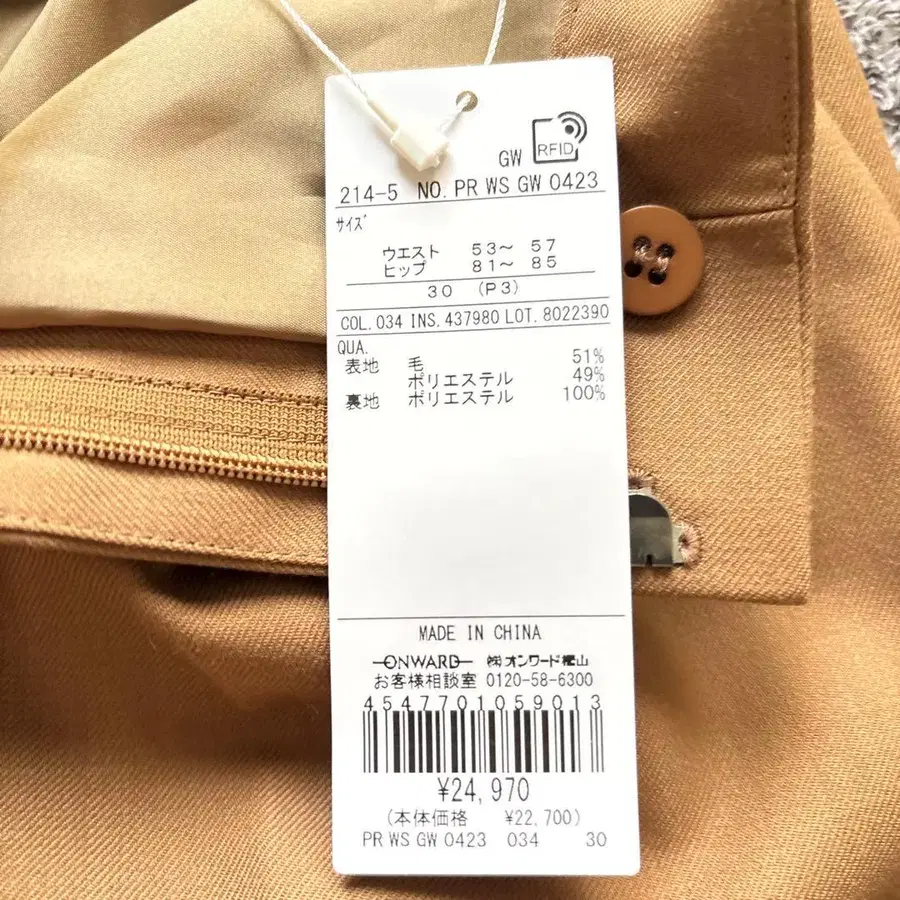 GW RFID
214-5 NO. PR WS GW 0423
サイズ
ウエスト 53～ 57
ヒップ 81～ 85
30 (P3)
COL. 034 INS. 437980 LOT. 8022390
QUA.
表地 毛 51%
ポリエステル 49%
裏地 ポリエステル 100%
MADE IN CHINA
ONWARD ㈱オンワード樫山
お客様相談室 0120-58-6300
4547701059013
¥24,970
(本体価格 ¥22,700)
PR WS GW 0423 034 30